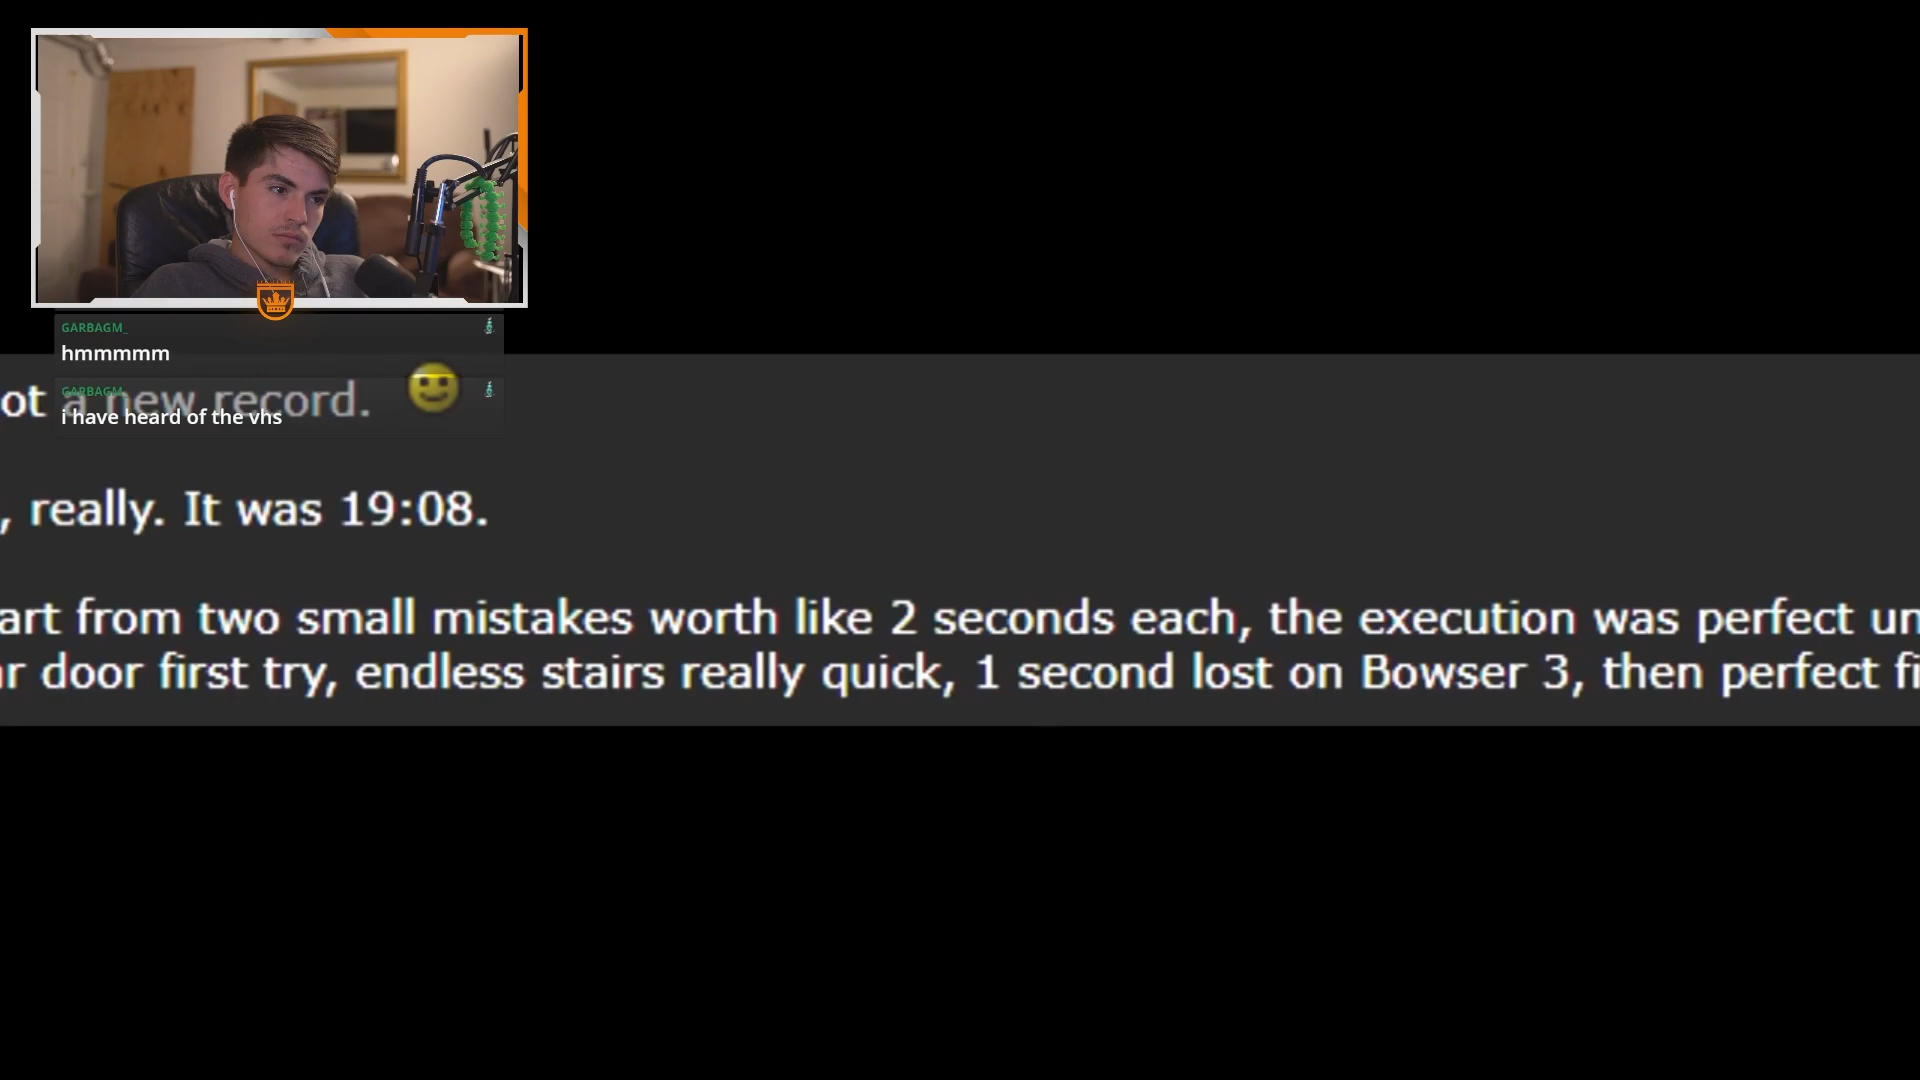 GARBAGM_
hmmmmm
GARBAGM_
i have heard of the vhs
ot a new record.
, really. It was 19:08.
art from two small mistakes worth like 2 seconds each, the execution was perfect un
ar door first try, endless stairs really quick, 1 second lost on Bowser 3, then perfect fi